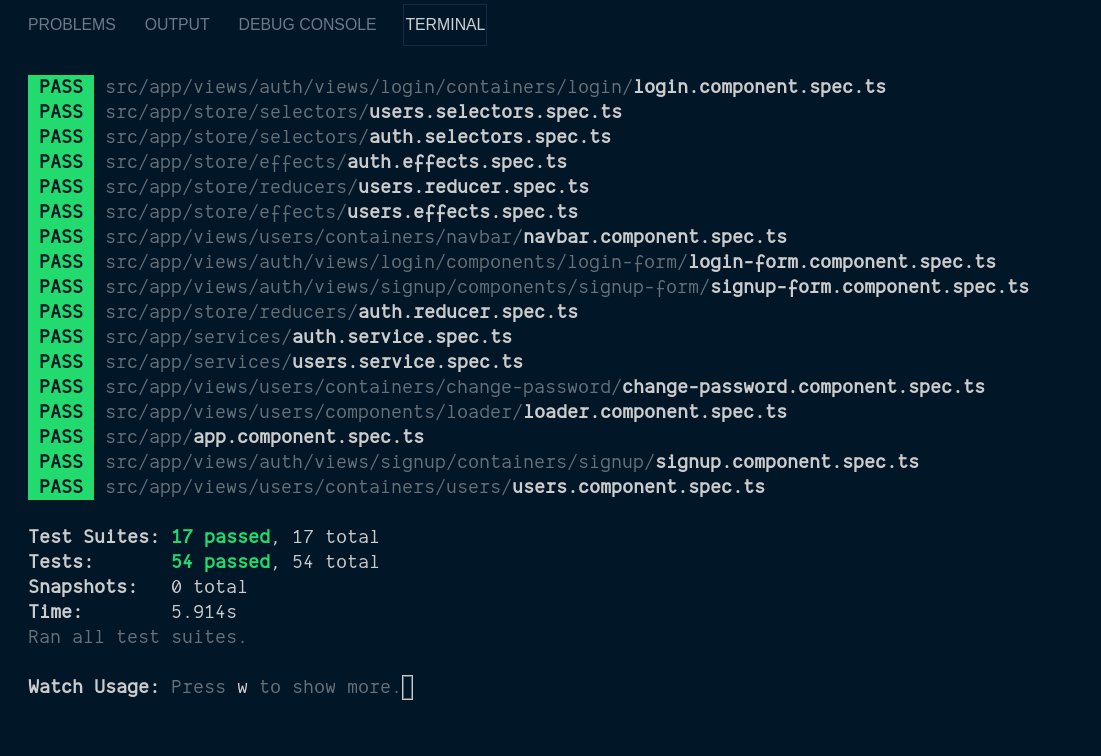 PROBLEMS OUTPUT DEBUG CONSOLE TERMINAL
PASS src/app/views/auth/views/login/containers/login/login.component.spec.ts
PASS src/app/store/selectors/users.selectors.spec.ts
PASS src/app/store/selectors/auth.selectors.spec.ts
PASS src/app/store/effects/auth.effects.spec.ts
PASS src/app/store/reducers/users.reducer.spec.ts
PASS src/app/store/effects/users.effects.spec.ts
PASS src/app/views/users/containers/navbar/navbar.component.spec.ts
PASS src/app/views/auth/views/login/components/login-form/login-form.component.spec.ts
PASS src/app/views/auth/views/signup/components/signup-form/signup-form.component.spec.ts
PASS src/app/store/reducers/auth.reducer.spec.ts
PASS src/app/services/auth.service.spec.ts
PASS src/app/services/users.service.spec.ts
PASS src/app/views/users/containers/change-password/change-password.component.spec.ts
PASS src/app/views/users/components/loader/loader.component.spec.ts
PASS src/app/app.component.spec.ts
PASS src/app/views/auth/views/signup/containers/signup/signup.component.spec.ts
PASS src/app/views/users/containers/users/users.component.spec.ts
Test Suites: 17 passed, 17 total
Tests: 54 passed, 54 total
Snapshots: 0 total
Time: 5.914s
Ran all test suites.
Watch Usage: Press w to show more.